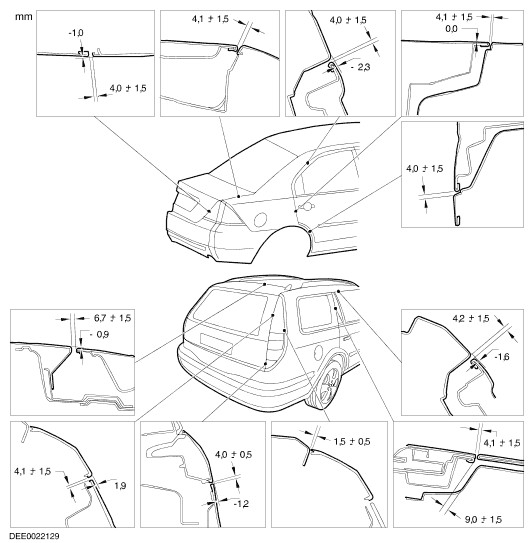 mm
-1,0
4,0 ± 1,5
4,1 ± 1,5
4,0 ± 1,5
- 2,3
4,1 ± 1,5
0,0
4,0 ± 1,5
6,7 ± 1,5
- 0,9
4,2 ± 1,5
-1,6
4,1 ± 1,5
1,9
4,0 ± 0,5
-1,2
1,5 ± 0,5
4,1 ± 1,5
9,0 ± 1,5
DEE0022129